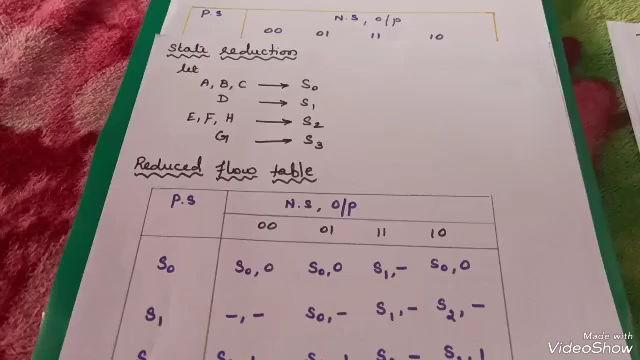 P.S N.S, O/P
00 01 11 10
State reduction
let
A, B, C → S0
D → S1
E, F, H → S2
G → S3
Reduced flow table
P.S N.S, O/P
00 01 11 10
S0 S0,0 S0,0 S1,- S0,0
S1 -,- S0,- S1,- S2,-
Made with
VideoShow